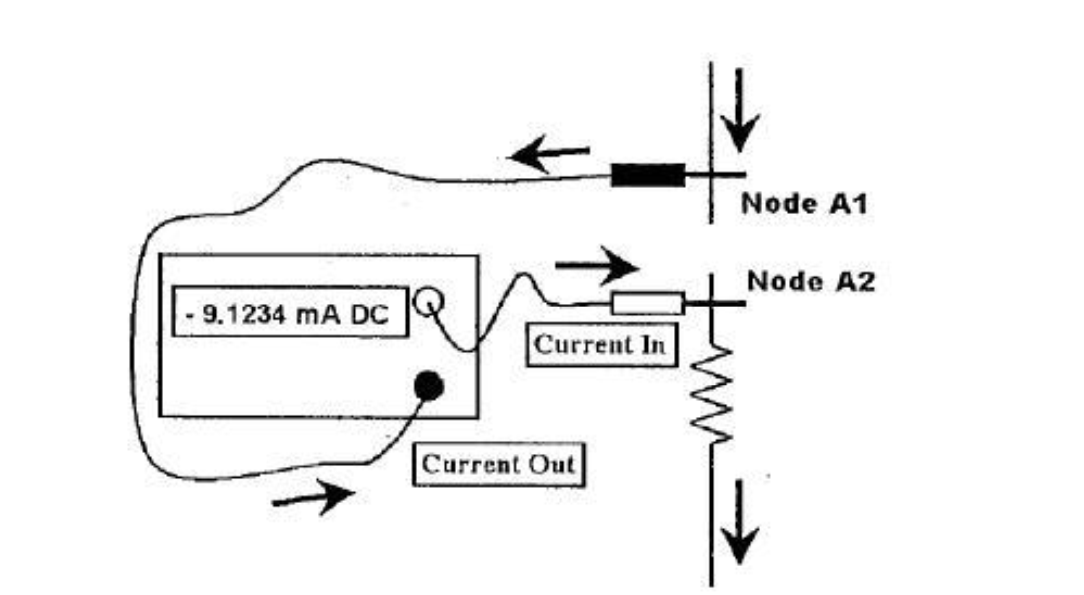 Node A1
Node A2
- 9.1234 mA DC
Current In
Current Out